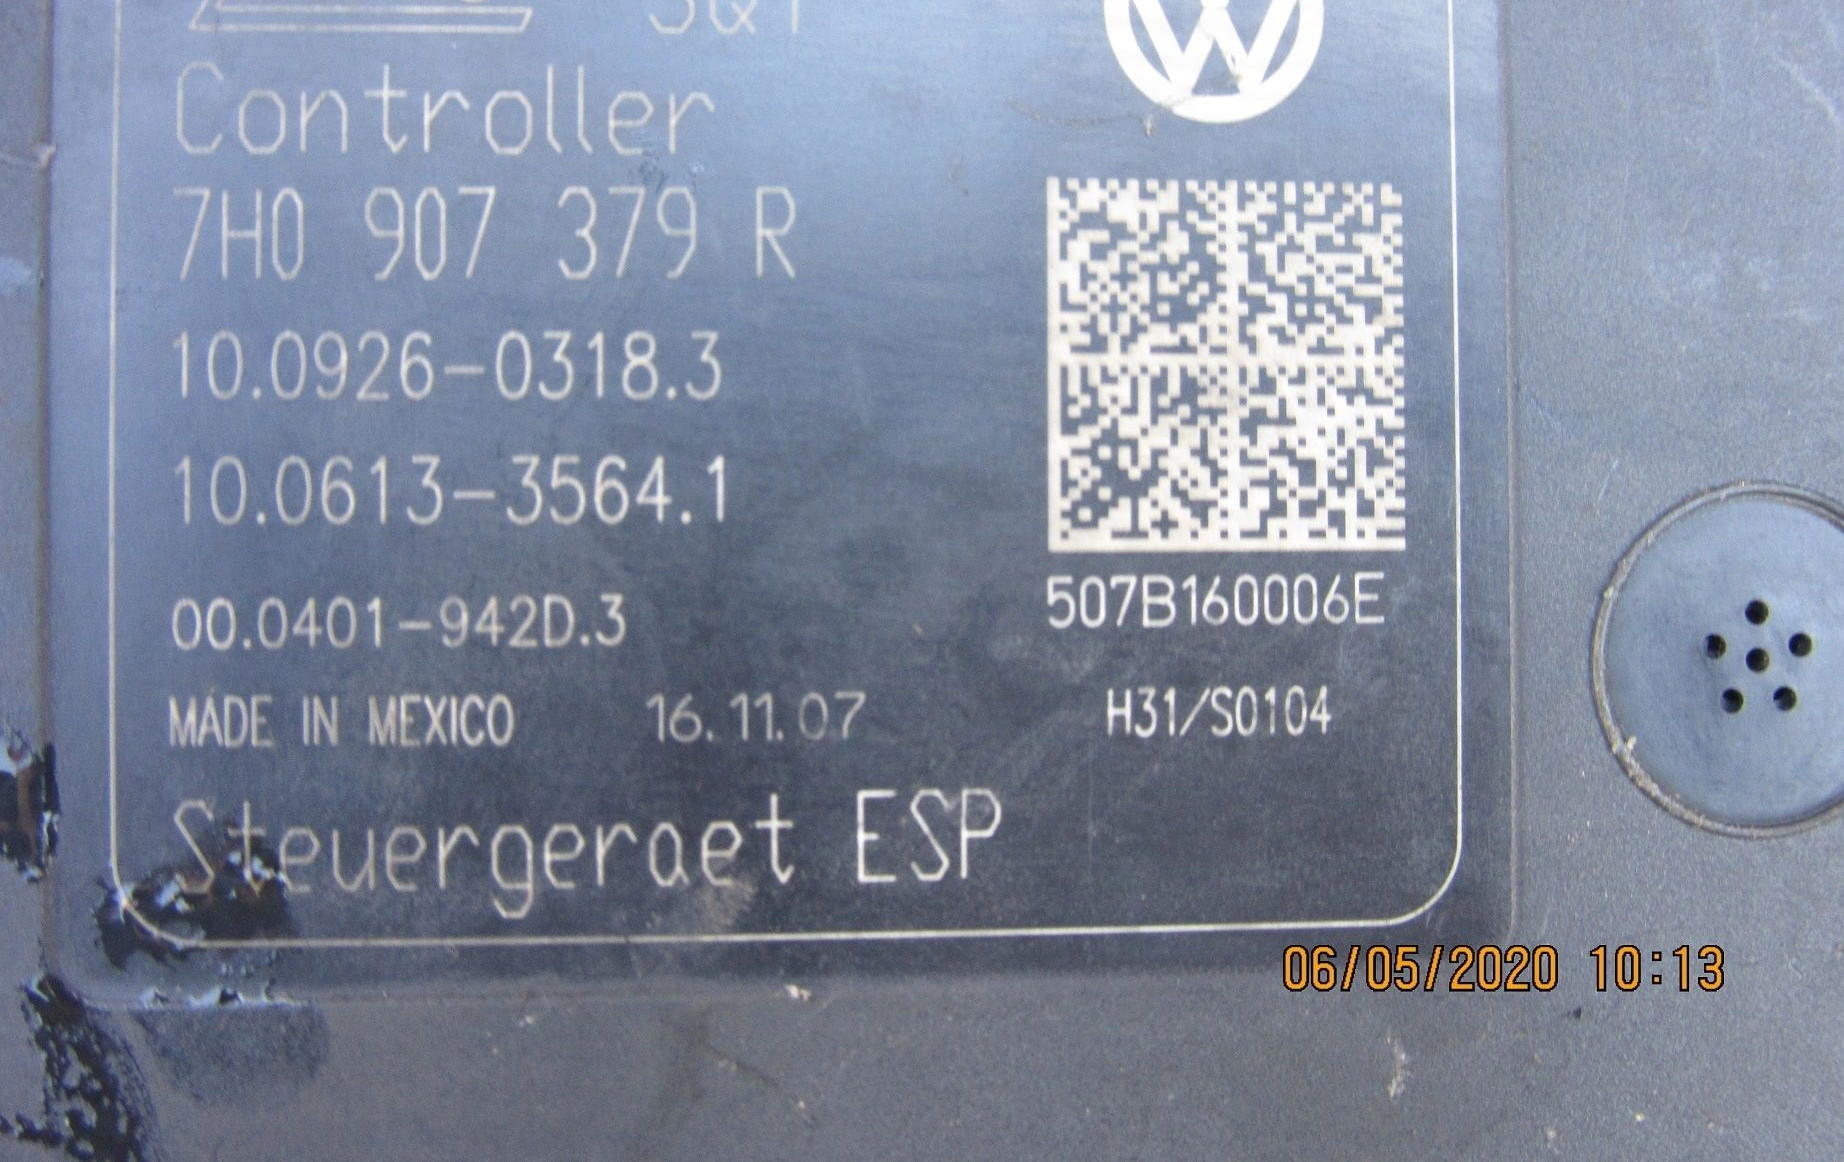 Controller
7H0 907 379 R
10.0926-0318.3
10.0613-3564.1
507B160006E
00.0401-942D.3
MADE IN MEXICO 16.11.07 H31/S0104
Steuergeraet ESP
06/05/2020 10:13